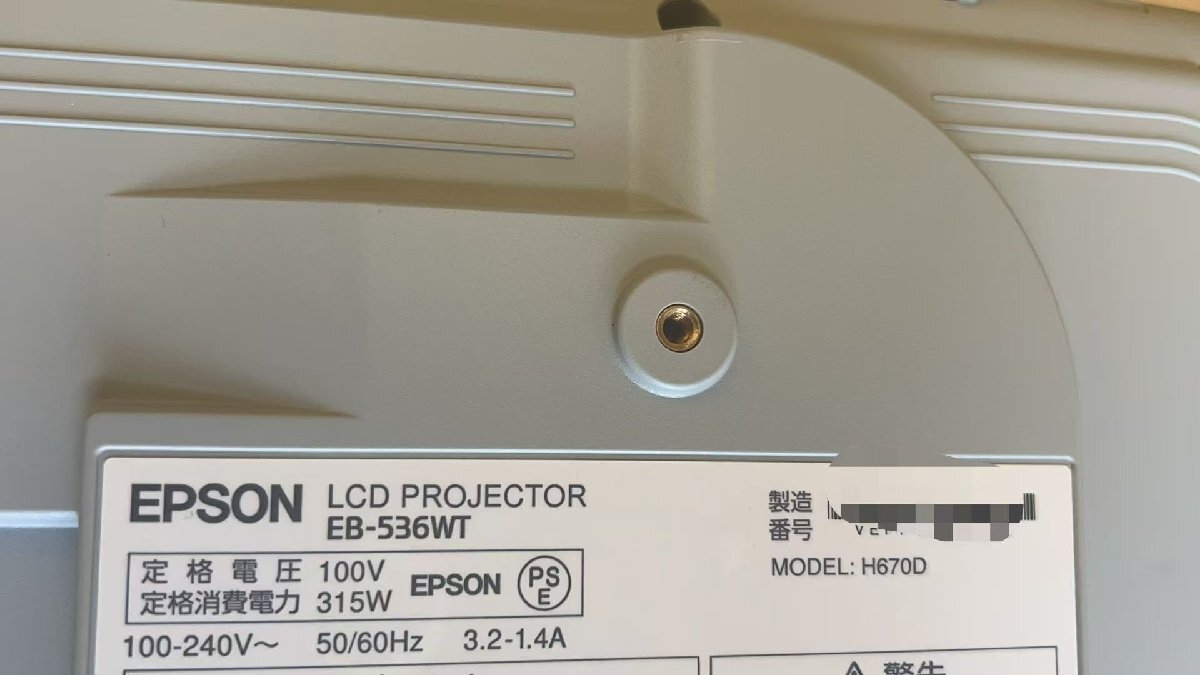 EPSON LCD PROJECTOR
EB-536WT
定格電圧 100V
定格消費電力 315W
EPSON
PS
E
100-240V～ 50/60Hz 3.2-1.4A
製造
番号
MODEL: H670D
警告